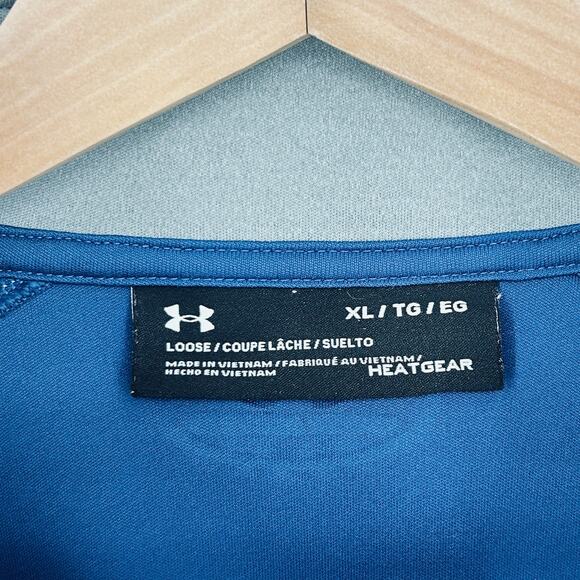 XL / TG / EG
LOOSE / COUPE LÂCHE / SUELTO
MADE IN VIETNAM / FABRIQUÉ AU VIETNAM /
HECHO EN VIETNAM
HEATGEAR